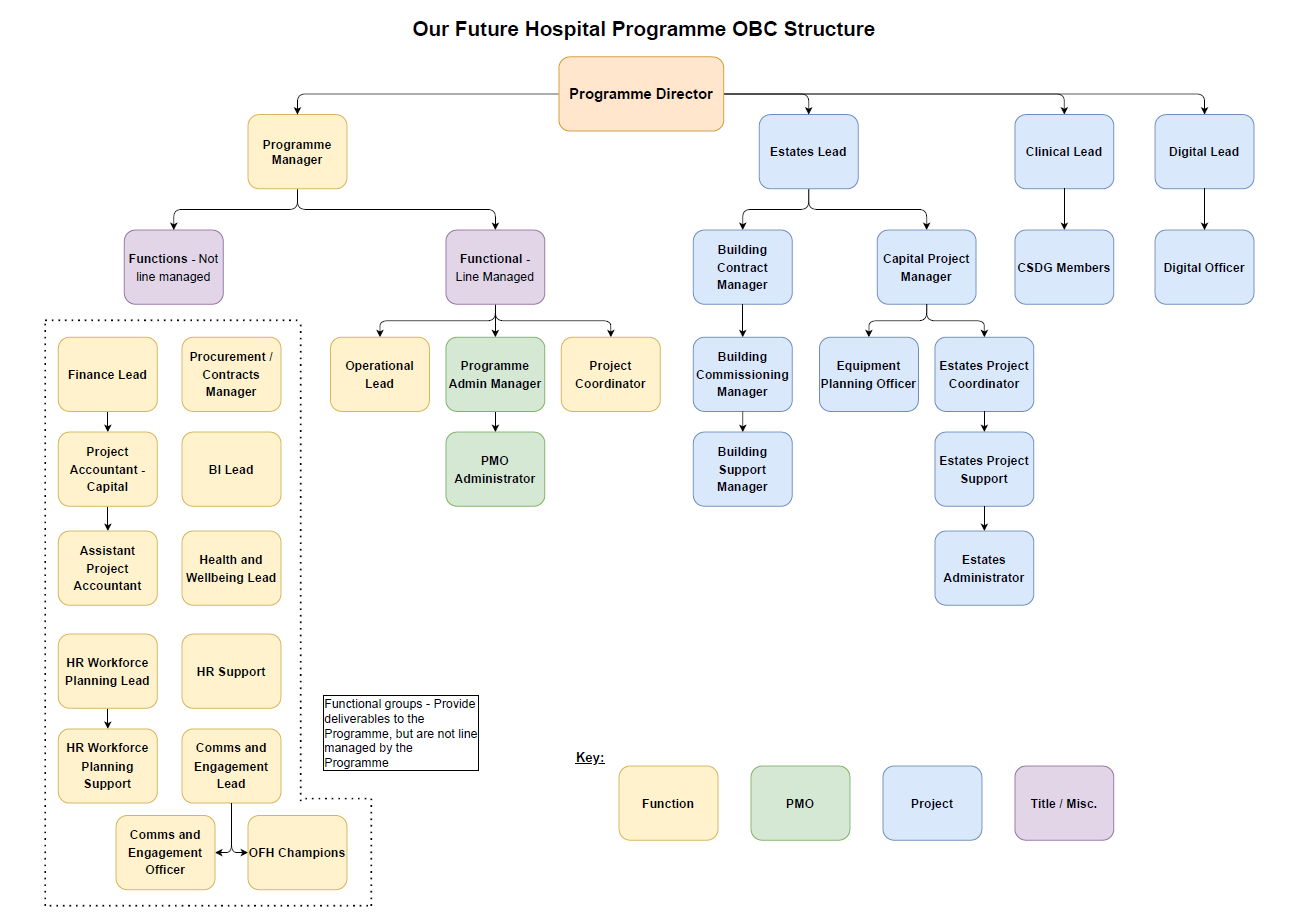 Our Future Hospital Programme OBC Structure
Programme Director
Programme
Manager
Estates Lead
Clinical Lead
Digital Lead
Functions - Not
line managed
Functional -
Line Managed
Building
Contract
Manager
Capital Project
Manager
CSDG Members
Digital Officer
Finance Lead
Procurement /
Contracts
Manager
Operational
Lead
Programme
Admin Manager
Project
Coordinator
Building
Commissioning
Manager
Equipment
Planning Officer
Estates Project
Coordinator
Project
Accountant -
Capital
BI Lead
PMO
Administrator
Building
Support
Manager
Estates Project
Support
Assistant
Project
Accountant
Health and
Wellbeing Lead
Estates
Administrator
HR Workforce
Planning Lead
HR Support
Functional groups - Provide
deliverables to the
Programme, but are not line
managed by the
Programme
HR Workforce
Planning
Support
Comms and
Engagement
Lead
Comms and
Engagement
Officer
OFH Champions
Key:
Function
PMO
Project
Title / Misc.